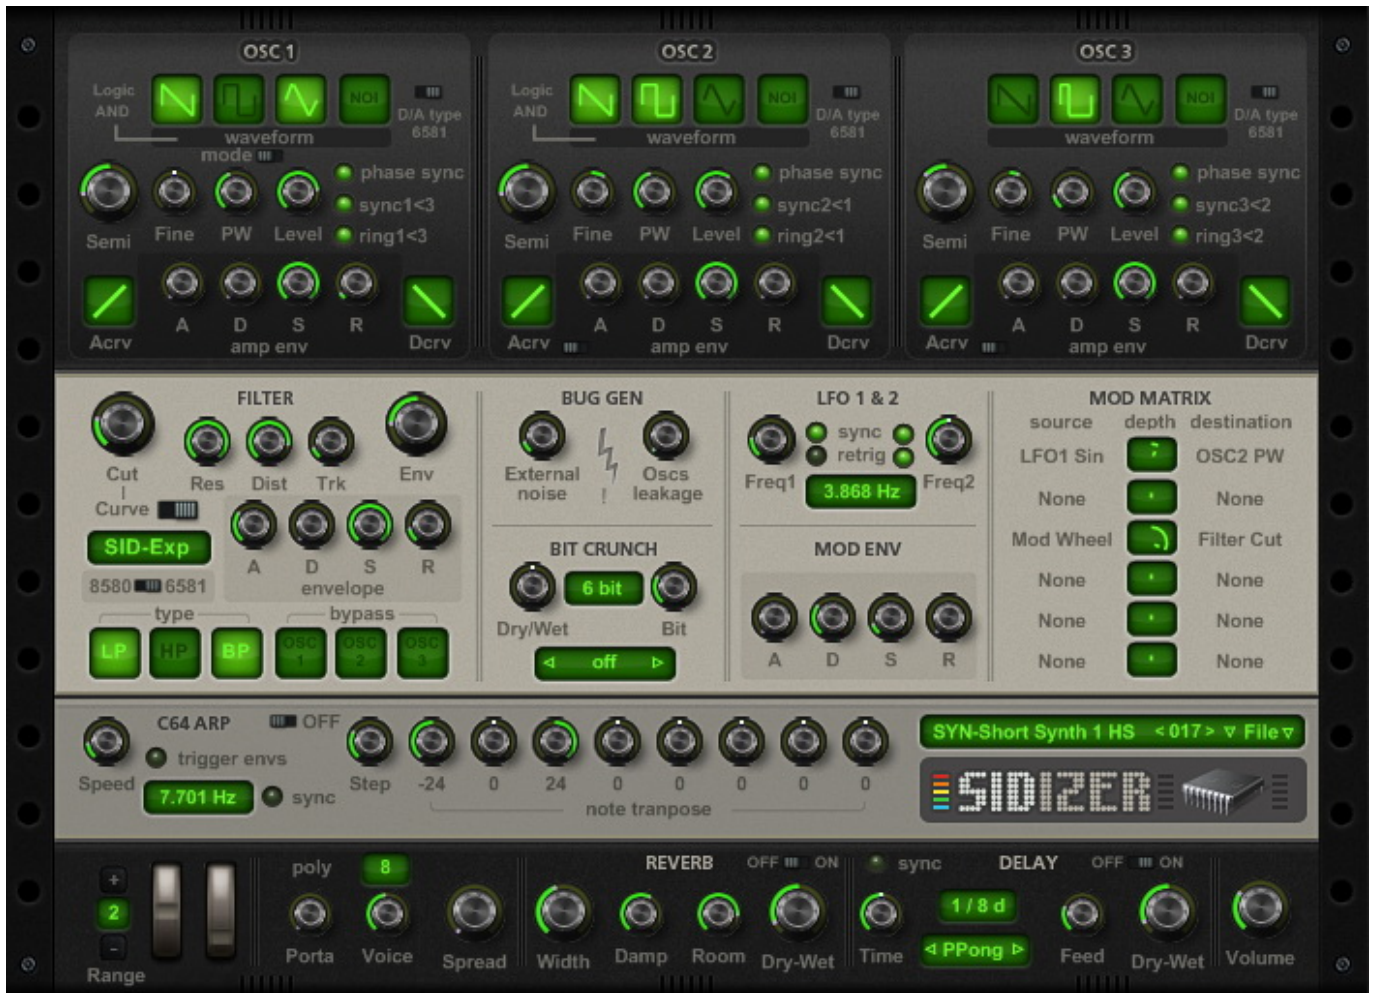 OSC 1
OSC 2
OSC 3
Logic AND
NOI
D/A type 6581
waveform
mode
phase sync
sync1<3
ring1<3
Semi
Fine
PW
Level
Acrv
A
D
S
R
amp env
Dcrv
Logic AND
NOI
D/A type 6581
waveform
phase sync
sync2<1
ring2<1
Semi
Fine
PW
Level
Acrv
A
D
S
R
amp env
Dcrv
NOI
D/A type 6581
waveform
phase sync
sync3<2
ring3<2
Semi
Fine
PW
Level
Acrv
A
D
S
R
amp env
Dcrv
FILTER
Cut
Res
Dist
Trk
Env
Curve
SID-Exp
8580
6581
A
D
S
R
envelope
type
bypass
LP
HP
BP
OSC 1
OSC 2
OSC 3
BUG GEN
External noise
!
Oscs leakage
BIT CRUNCH
6 bit
Dry/Wet
Bit
off
LFO 1 & 2
sync
retrig
Freq1
3.868 Hz
Freq2
MOD ENV
A
D
S
R
MOD MATRIX
source depth destination
LFO1 Sin OSC2 PW
None None
Mod Wheel Filter Cut
None None
None None
None None
C64 ARP
OFF
Speed
trigger envs
7.701 Hz
sync
Step
-24 0 24 0 0 0 0 0
note tranpose
SYN-Short Synth 1 HS <017> File
SIDIZER
+
2
-
Range
poly
8
Porta
Voice
Spread
REVERB
OFF ON
Width
Damp
Room
Dry-Wet
sync
DELAY
OFF ON
Time
1 / 8 d
PPong
Feed
Dry-Wet
Volume